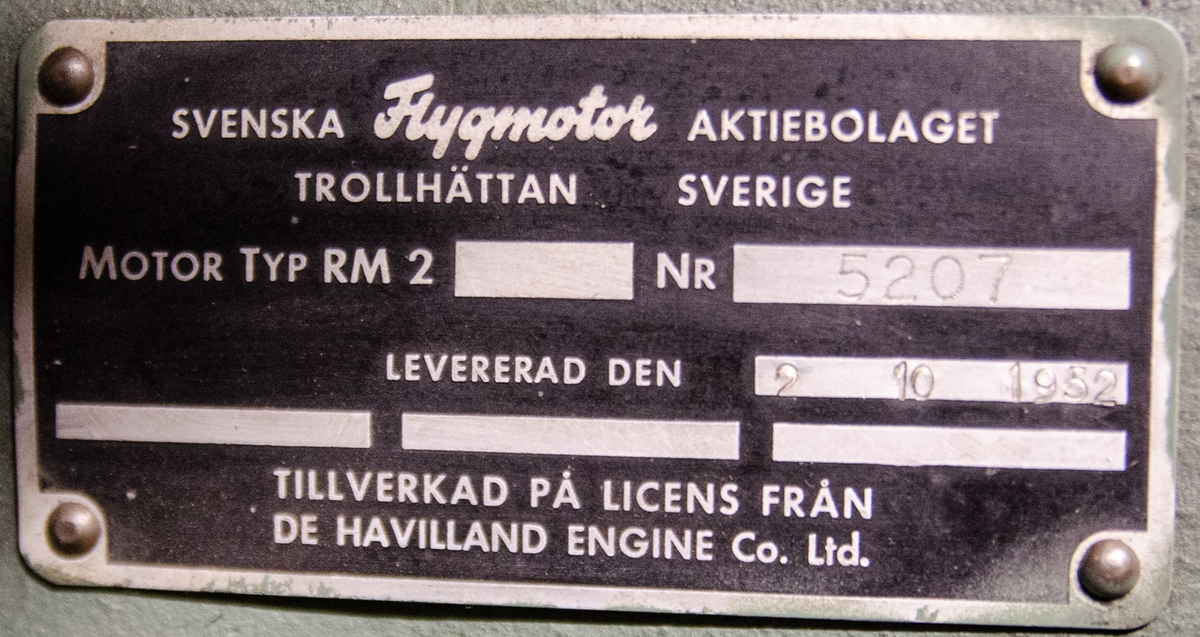 SVENSKA Flygmotor AKTIEBOLAGET
TROLLHÄTTAN SVERIGE
MOTOR TYP RM 2 NR 5207
LEVERERAD DEN 2 10 1952
TILLVERKAD PÅ LICENS FRÅN
DE HAVILLAND ENGINE Co. Ltd.